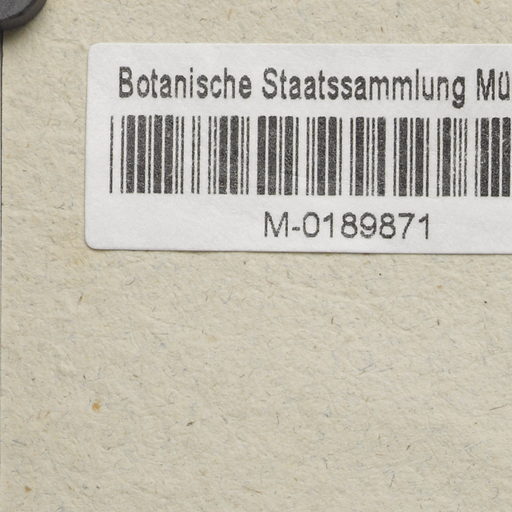 Botanische Staatssammlung Mü
M-0189871